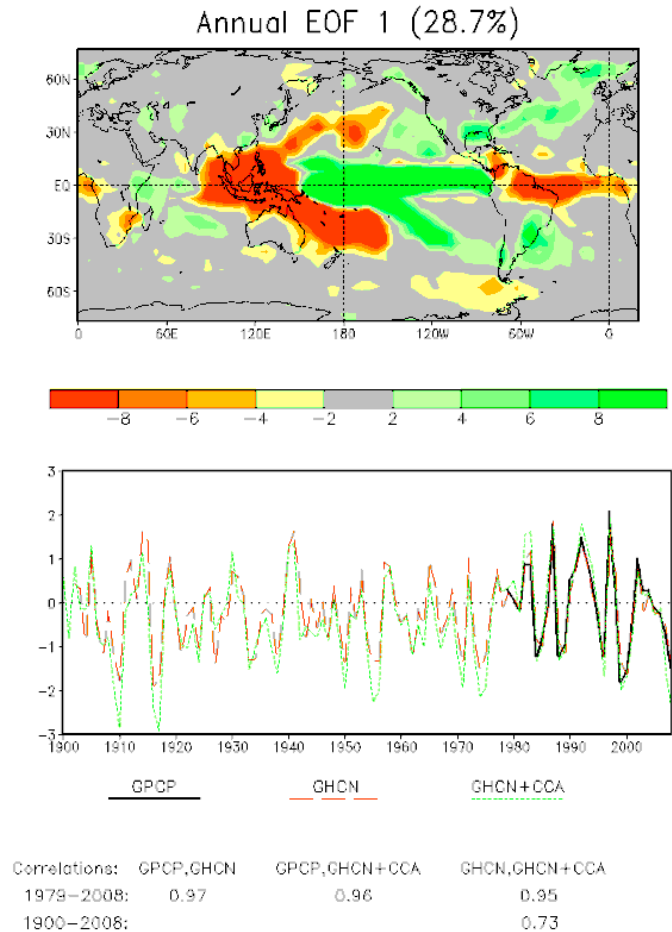 Annual EOF 1 (28.7%)
60N
30N
EQ
30S
60S
0 60E 120E 180 120W 60W 0
-8 -6 -4 -2 2 4 6 8
3
2
1
0
-1
-2
-3
1900 1910 1920 1930 1940 1950 1960 1970 1980 1990 2000
GPCP GHCN GHCN+CCA
Correlations: GPCP,GHCN GPCP,GHCN+CCA GHCN,GHCN+CCA
1979-2008: 0.97 0.96 0.95
1900-2008: 0.73